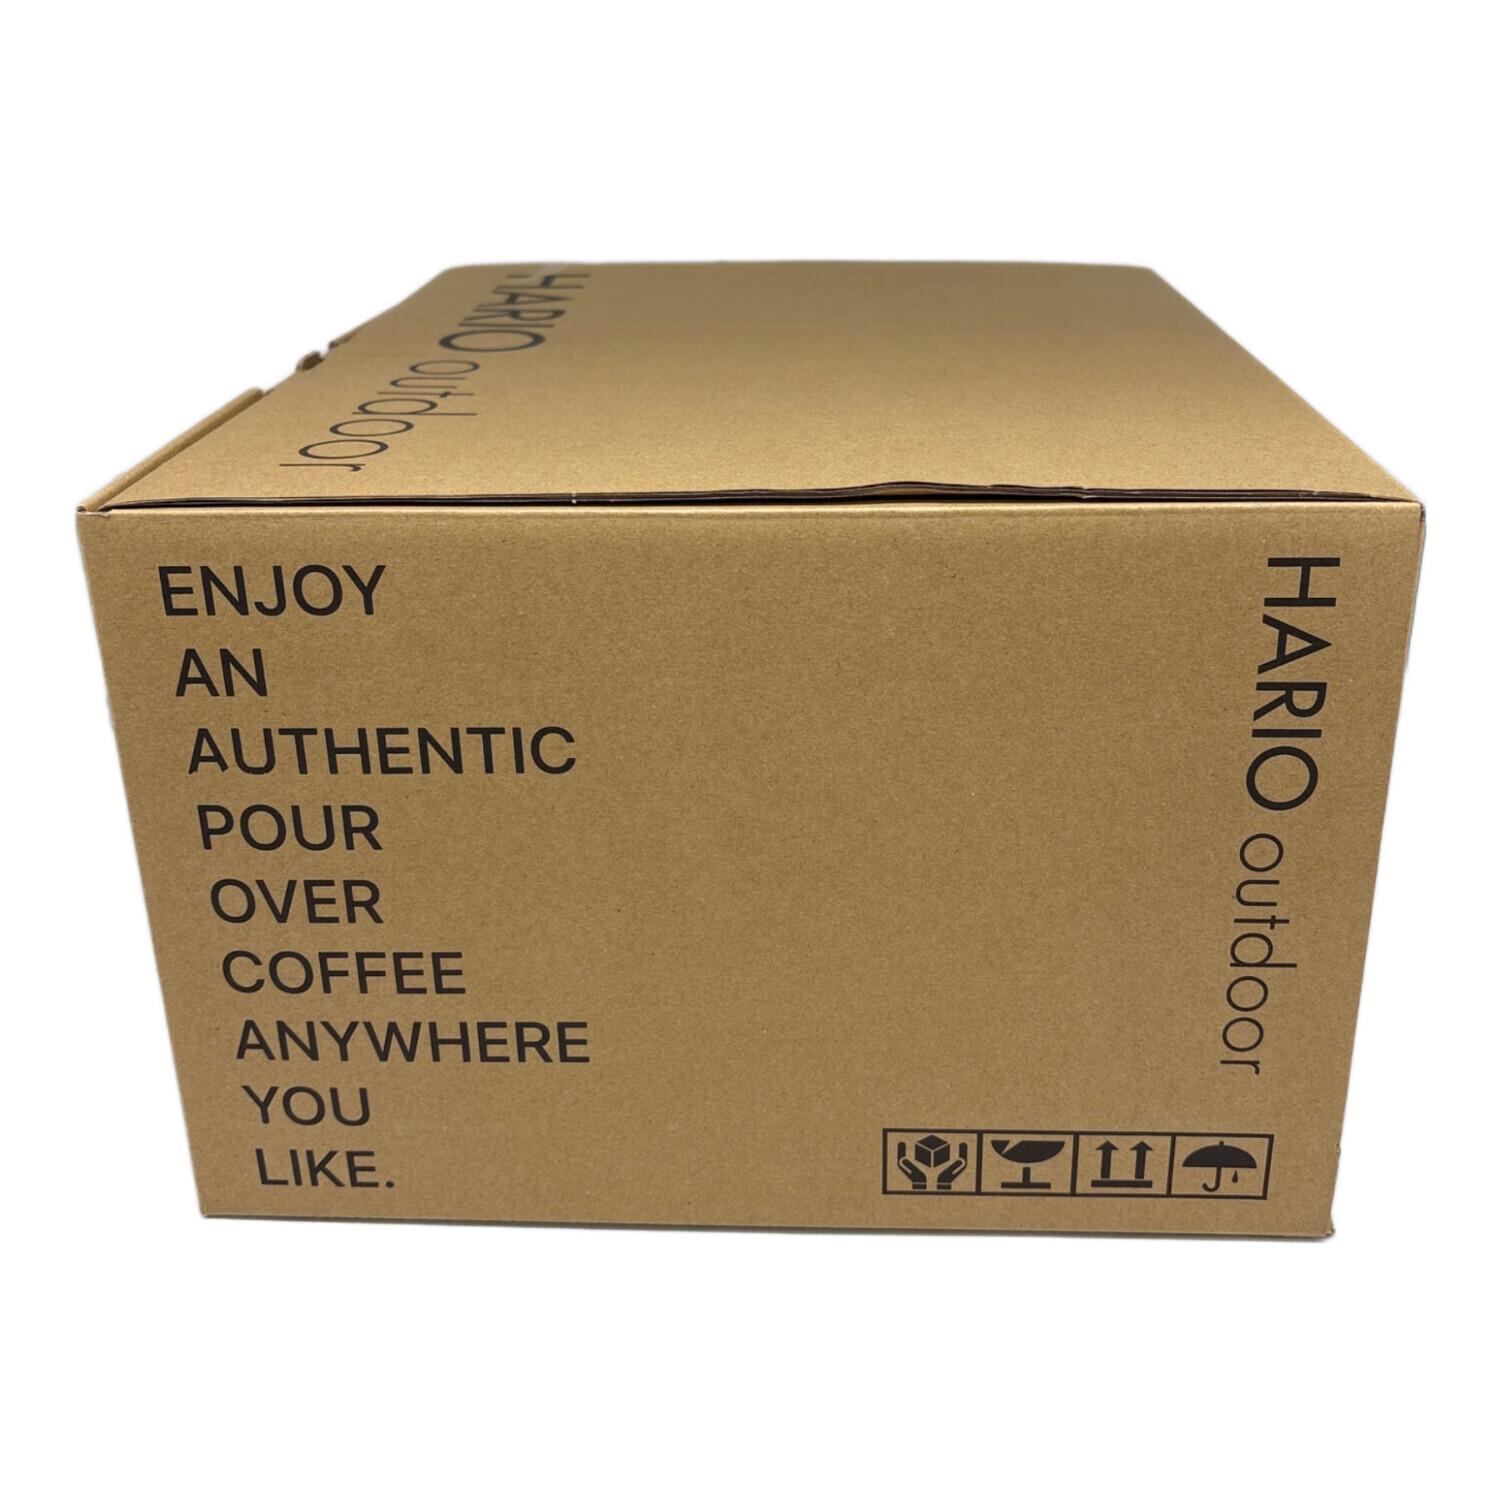 HARIO outdoor
ENJOY
AN
AUTHENTIC
POUR
OVER
COFFEE
ANYWHERE
YOU
LIKE.
HARIO outdoor